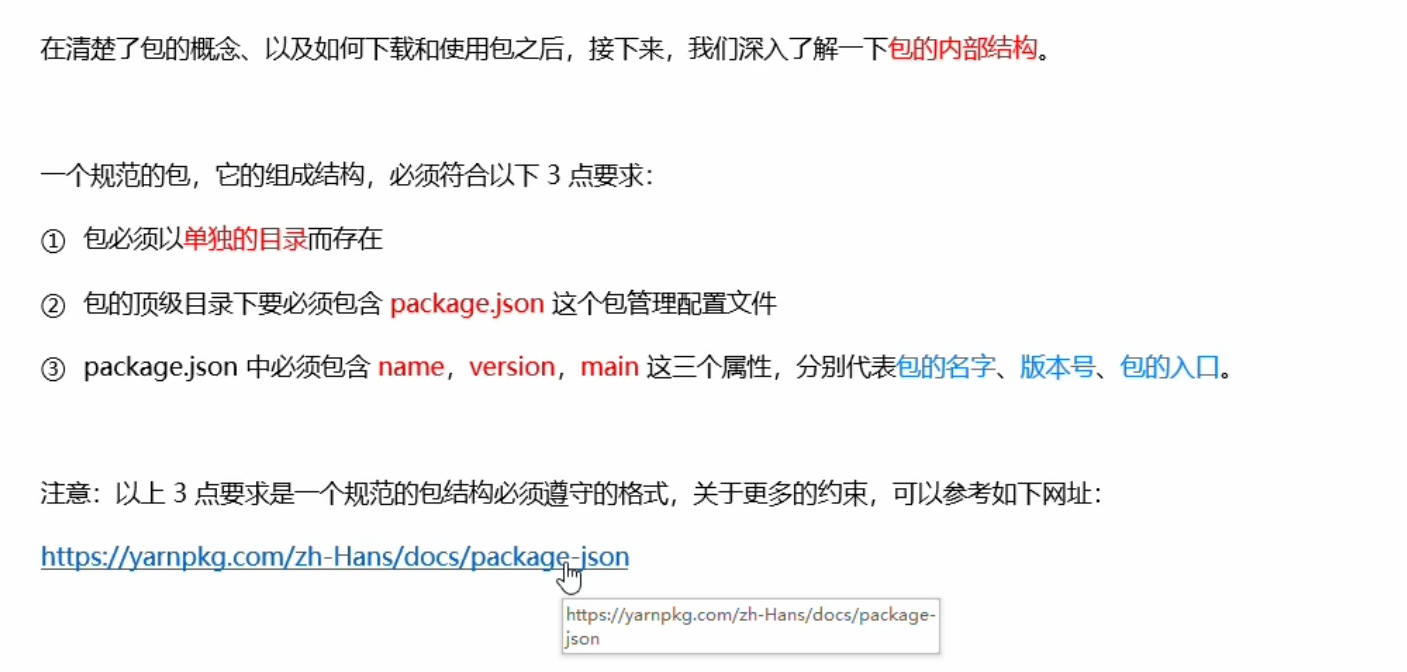 在清楚了包的概念、以及如何下载和使用包之后，接下来，我们深入了解一下包的内部结构。
一个规范的包，它的组成结构，必须符合以下 3 点要求：
① 包必须以单独的目录而存在
② 包的顶级目录下要必须包含 package.json 这个包管理配置文件
③ package.json 中必须包含 name，version，main 这三个属性，分别代表包的名字、版本号、包的入口。
注意：以上 3 点要求是一个规范的包结构必须遵守的格式，关于更多的约束，可以参考如下网址：
https://yarnpkg.com/zh-Hans/docs/package-json
https://yarnpkg.com/zh-Hans/docs/package-
json